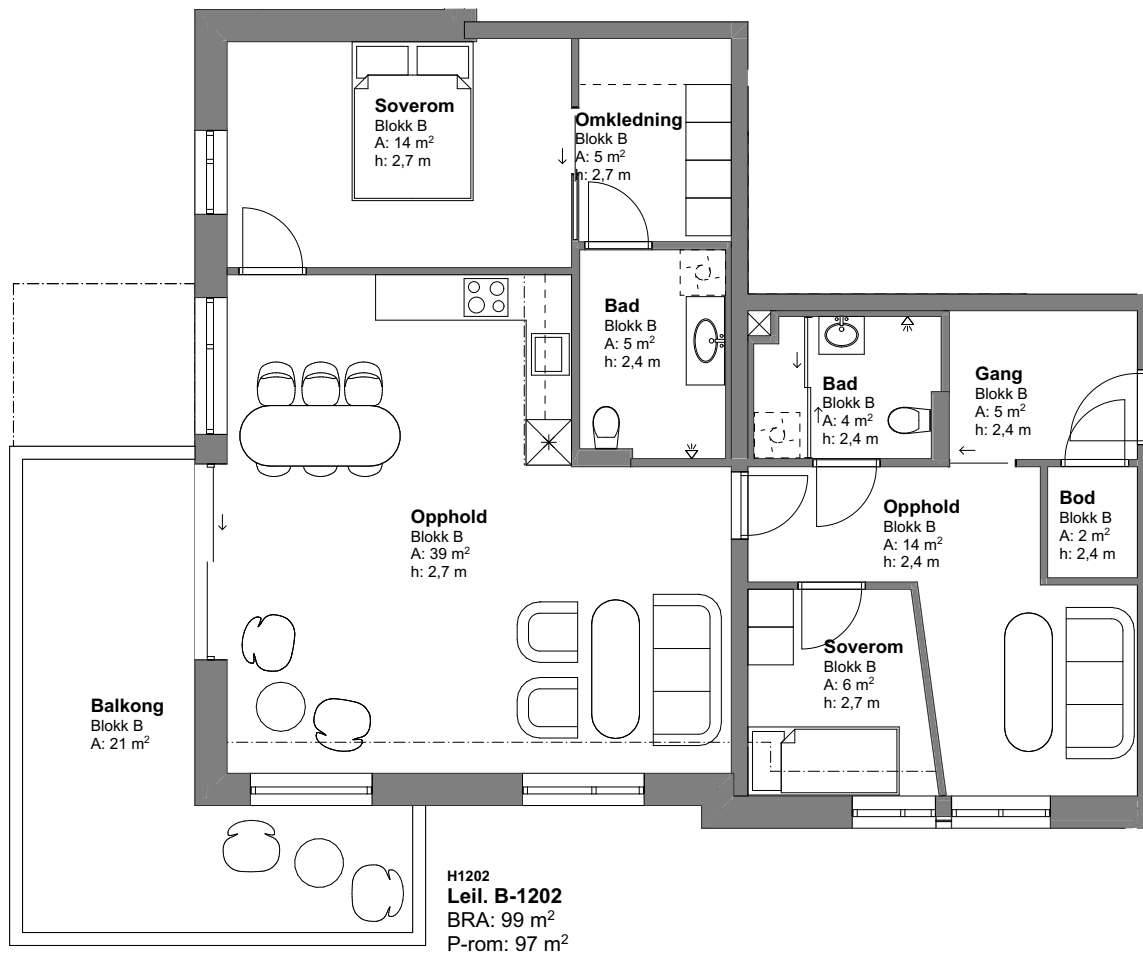 Soverom
Blokk B
A: 14 m²
h: 2,7 m
Omkledning
Blokk B
A: 5 m²
h: 2,7 m
Bad
Blokk B
A: 5 m²
h: 2,4 m
Bad
Blokk B
A: 4 m²
h: 2,4 m
Gang
Blokk B
A: 5 m²
h: 2,4 m
Opphold
Blokk B
A: 39 m²
h: 2,7 m
Opphold
Blokk B
A: 14 m²
h: 2,4 m
Bod
Blokk B
A: 2 m²
h: 2,4 m
Soverom
Blokk B
A: 6 m²
h: 2,7 m
Balkong
Blokk B
A: 21 m²
H1202
Leil. B-1202
BRA: 99 m²
P-rom: 97 m²